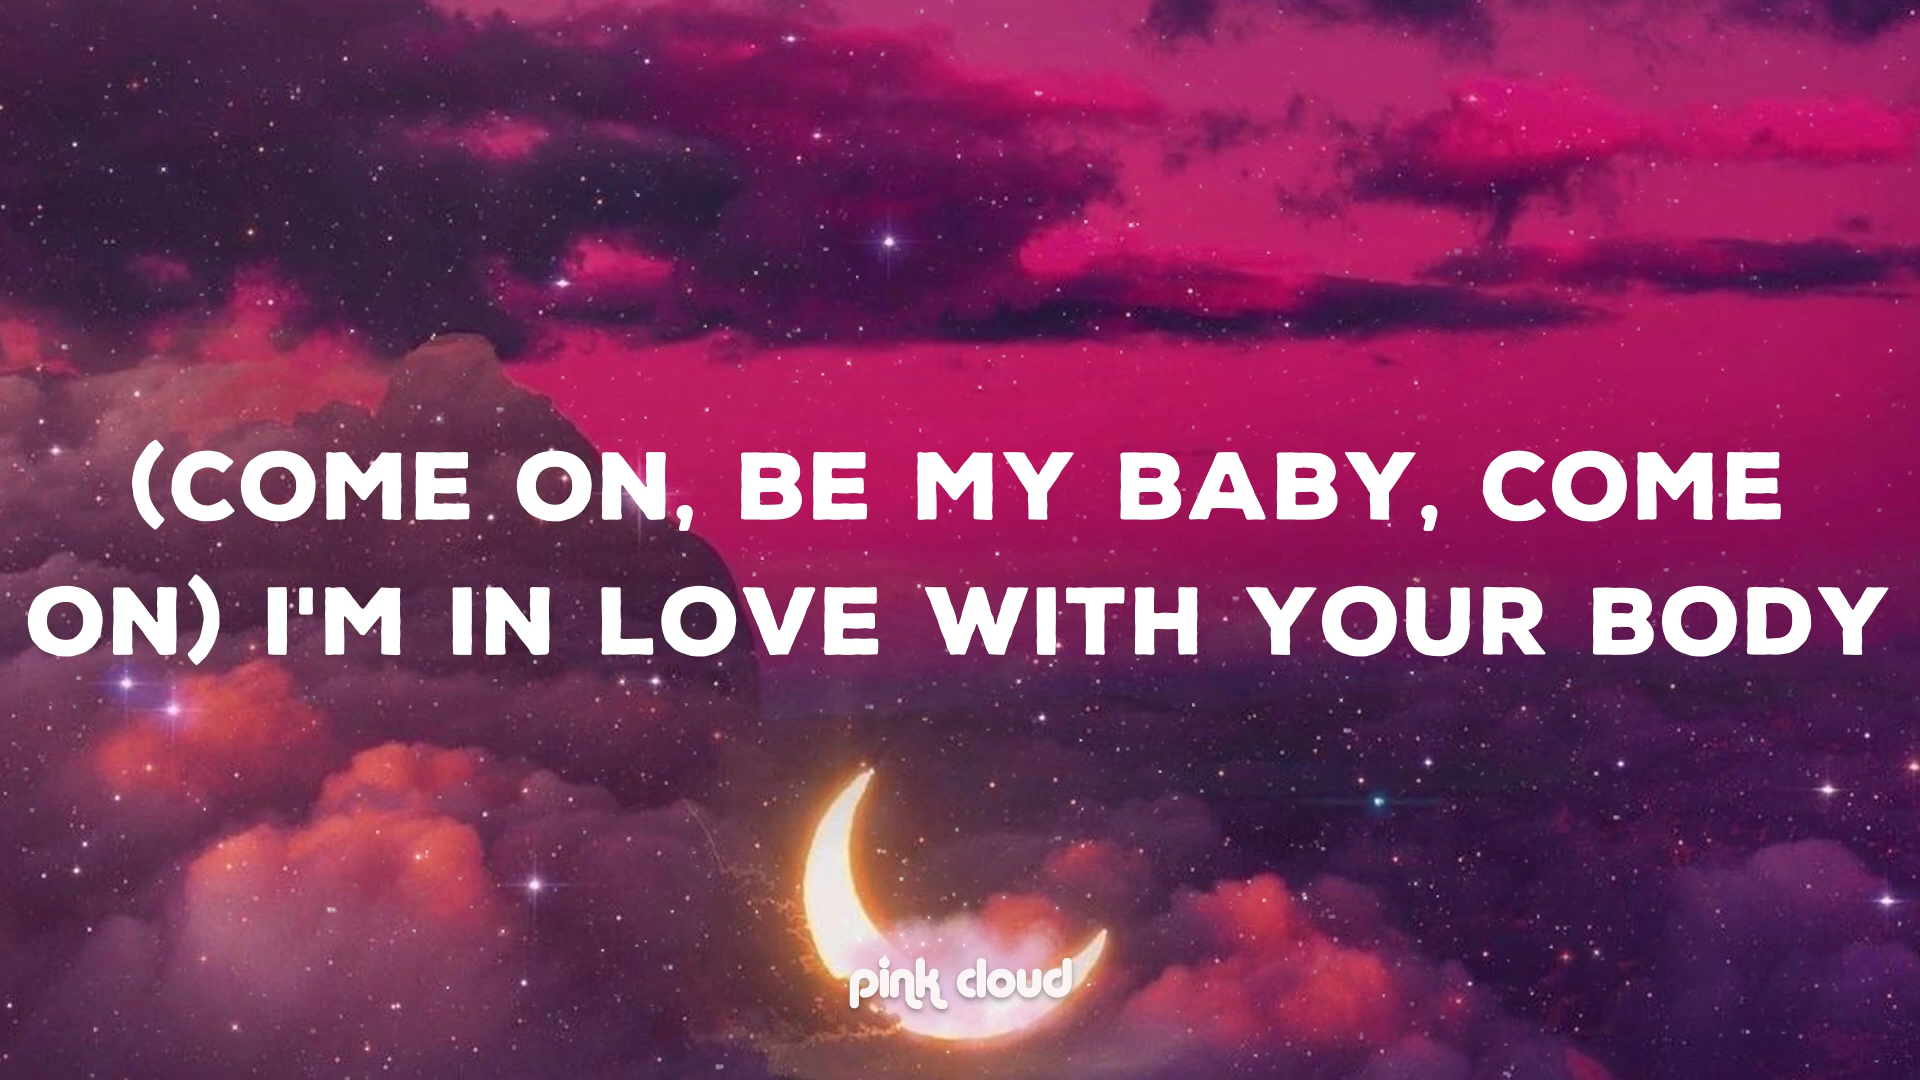 (COME ON, BE MY BABY, COME
ON) I'M IN LOVE WITH YOUR BODY
pink cloud